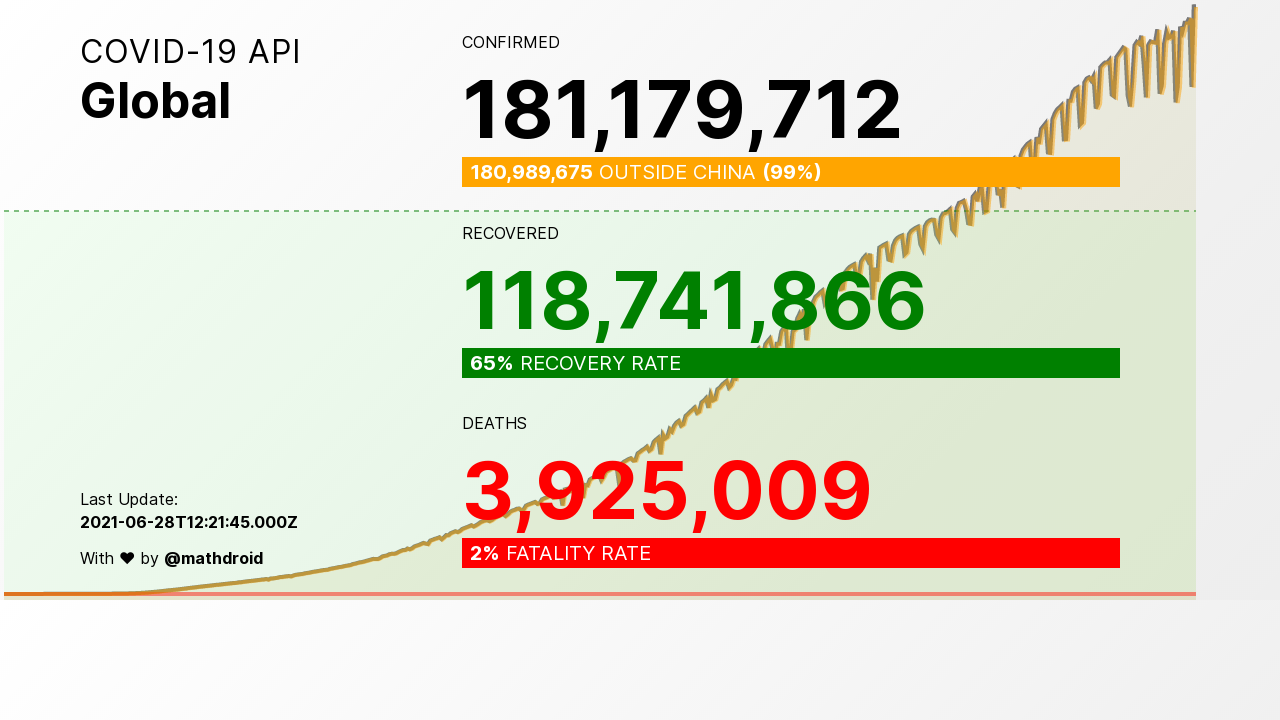 COVID-19 API
Global
CONFIRMED
181,179,712
180,989,675 OUTSIDE CHINA (99%)
RECOVERED
118,741,866
65% RECOVERY RATE
DEATHS
3,925,009
2% FATALITY RATE
Last Update:
2021-06-28T12:21:45.000Z
With ♥ by @mathdroid